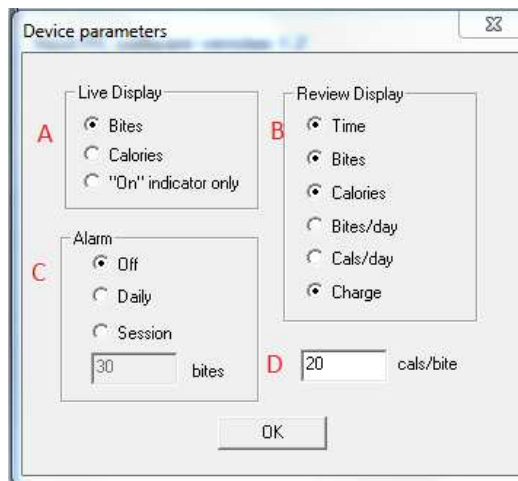 Device parameters
Live Display
A
Bites
Calories
"On" indicator only
Review Display
B
Time
Bites
Calories
Bites/day
Cals/day
Charge
Alarm
C
Off
Daily
Session
30 bites
D 20 cals/bite
OK